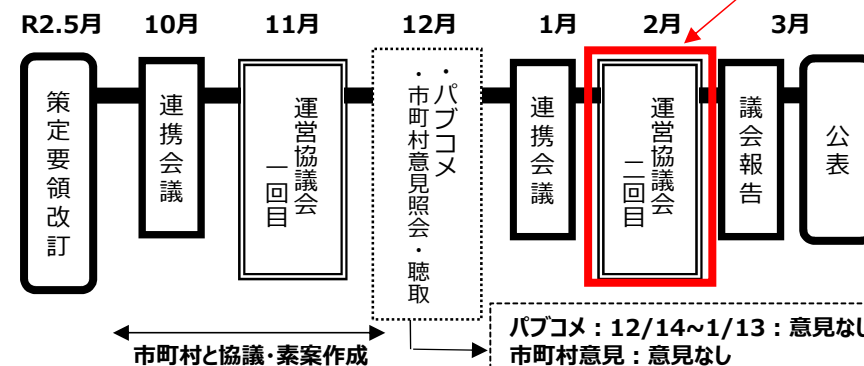 R2.5月 10月 11月 12月 1月 2月 3月
策定要領改訂
連携会議
運営協議会
一回目
・パブコメ
・市町村意見照会・聴取
連携会議
運営協議会
二回目
議会報告
公表
市町村と協議・素案作成
パブコメ：12/14~1/13：意見なし
市町村意見：意見なし